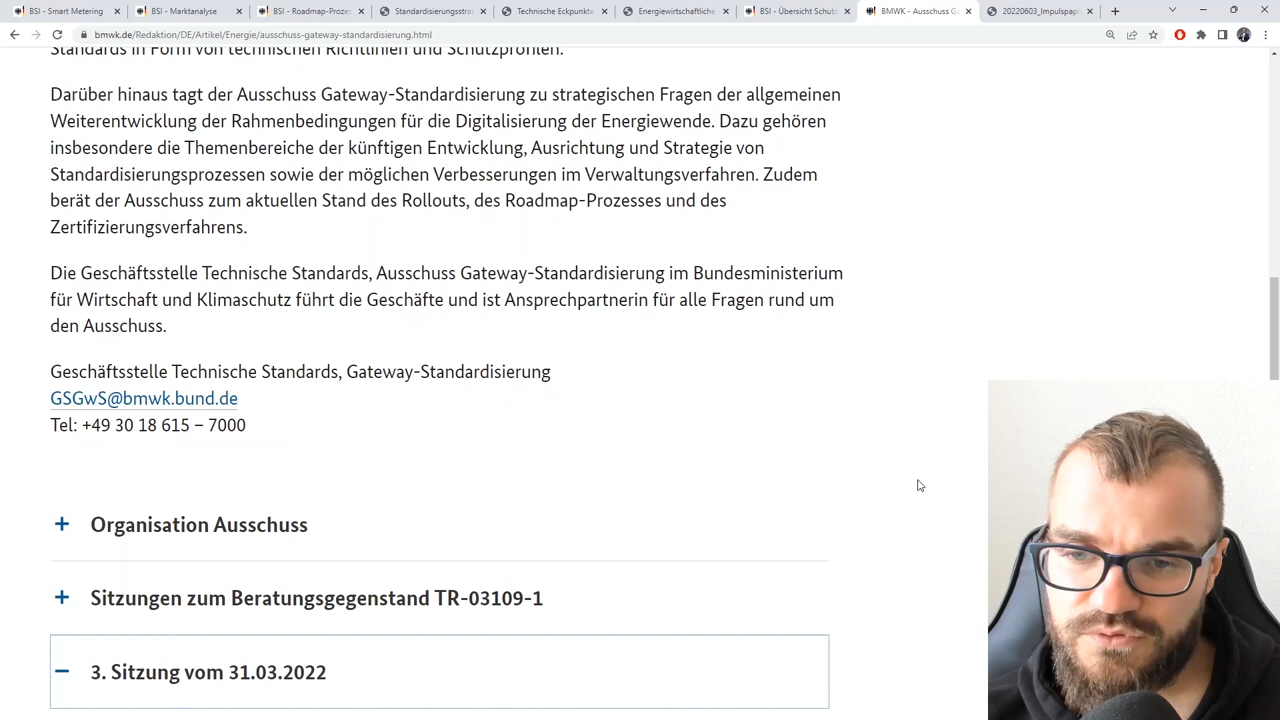 BSI - Smart Metering
BSI - Marktanalyse
BSI - Roadmap-Prozes
Standardisierungsstrat
Technische Eckpunkte
Energiewirtschaftliche
BSI - Übersicht Schutz
BMWK - Ausschuss Ga
20220603_Impulspapi
bmwk.de/Redaktion/DE/Artikel/Energie/ausschuss-gateway-standardisierung.html
Standards in Form von technischen Richtlinien und Schutzprofilen.
Darüber hinaus tagt der Ausschuss Gateway-Standardisierung zu strategischen Fragen der allgemeinen
Weiterentwicklung der Rahmenbedingungen für die Digitalisierung der Energiewende. Dazu gehören
insbesondere die Themenbereiche der künftigen Entwicklung, Ausrichtung und Strategie von
Standardisierungsprozessen sowie der möglichen Verbesserungen im Verwaltungsverfahren. Zudem
berät der Ausschuss zum aktuellen Stand des Rollouts, des Roadmap-Prozesses und des
Zertifizierungsverfahrens.
Die Geschäftsstelle Technische Standards, Ausschuss Gateway-Standardisierung im Bundesministerium
für Wirtschaft und Klimaschutz führt die Geschäfte und ist Ansprechpartnerin für alle Fragen rund um
den Ausschuss.
Geschäftsstelle Technische Standards, Gateway-Standardisierung
GSGwS@bmwk.bund.de
Tel: +49 30 18 615 – 7000
Organisation Ausschuss
Sitzungen zum Beratungsgegenstand TR-03109-1
3. Sitzung vom 31.03.2022